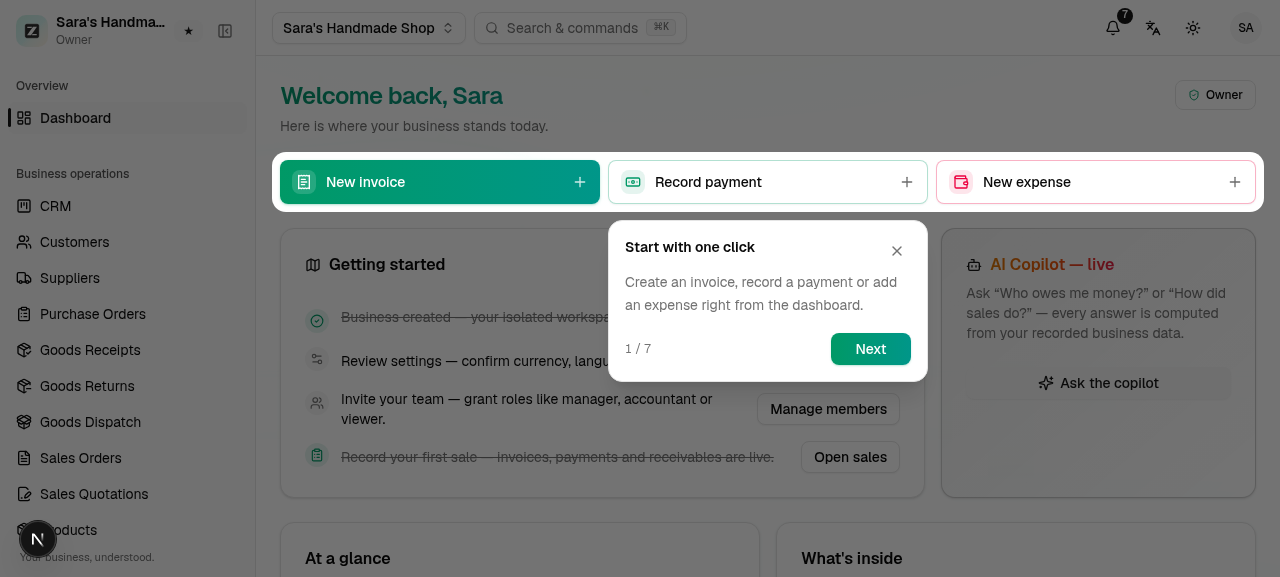 Sara's Handma...
Owner
Overview
Dashboard
Business operations
CRM
Customers
Suppliers
Purchase Orders
Goods Receipts
Goods Returns
Goods Dispatch
Sales Orders
Sales Quotations
Your business, understood.
Sara's Handmade Shop
Search & commands
⌘K
7
SA
Welcome back, Sara
Here is where your business stands today.
Owner
New invoice
Record payment
New expense
Start with one click
Create an invoice, record a payment or add
an expense right from the dashboard.
1 / 7
Next
Getting started
Business created — your isolated
Review settings — confirm currency,
Invite your team — grant roles like manager, accountant or
viewer.
Manage members
Record your first sale — invoices, payments and receivables are live.
Open sales
AI Copilot — live
Ask “Who owes me money?” or “How did
sales do?” — every answer is computed
from your recorded business data.
Ask the copilot
At a glance
What's inside